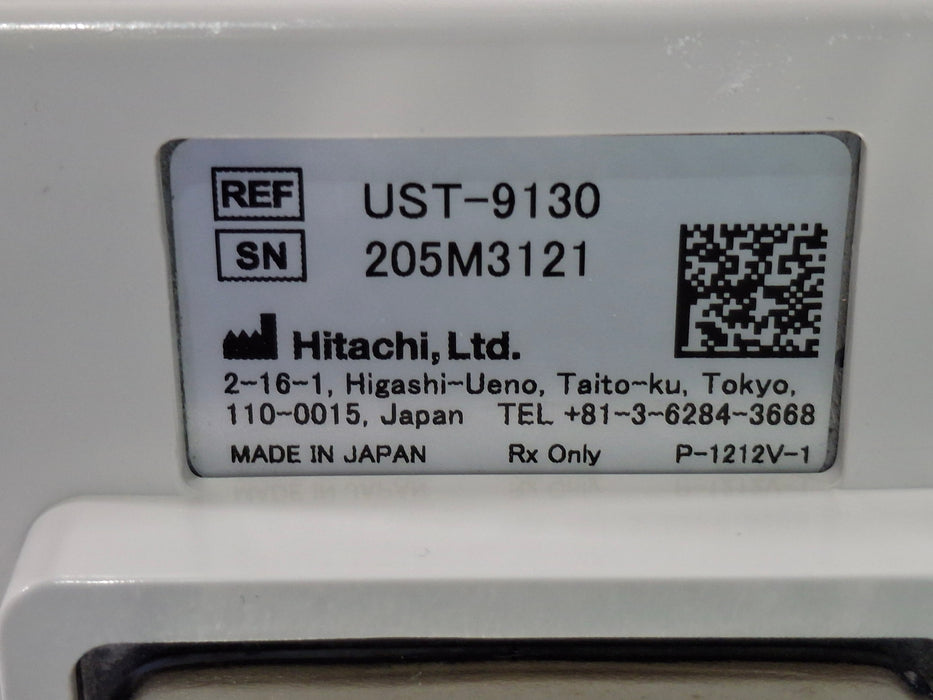 REF UST-9130
SN 205M3121
Hitachi, Ltd.
2-16-1, Higashi-Ueno, Taito-ku, Tokyo,
110-0015, Japan TEL +81-3-6284-3668
MADE IN JAPAN Rx Only P-1212V-1